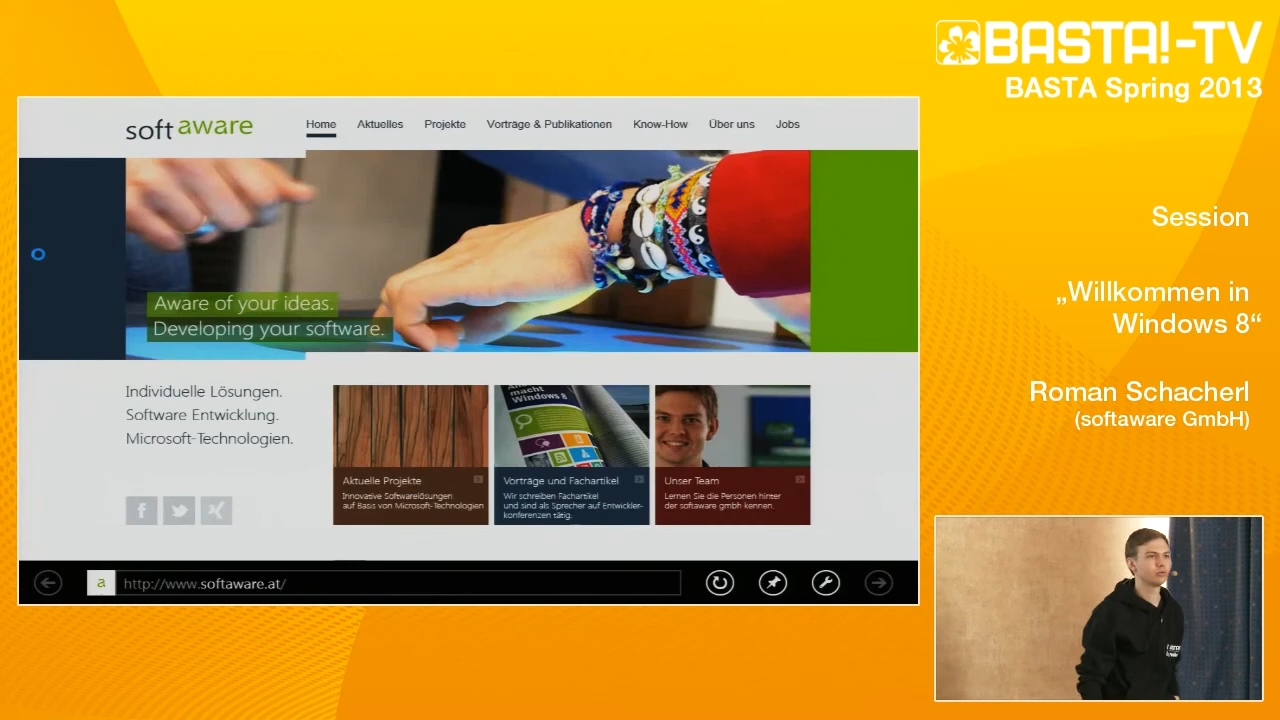 BASTA!-TV
BASTA Spring 2013
soft aware
Home Aktuelles Projekte Vorträge & Publikationen Know-How Über uns Jobs
Session
„Willkommen in
Windows 8“
Roman Schacherl
(softaware GmbH)
Aware of your ideas.
Developing your software.
Individuelle Lösungen.
Software Entwicklung.
Microsoft-Technologien.
macht
Windows 8
Aktuelle Projekte
Innovative Softwarelösungen
auf Basis von Microsoft-Technologien
Vorträge und Fachartikel
Wir schreiben Fachartikel
und sind als Sprecher auf Entwickler-
konferenzen tätig.
Unser Team
Lernen Sie die Personen hinter
der softaware gmbh kennen.
a http://www.softaware.at/